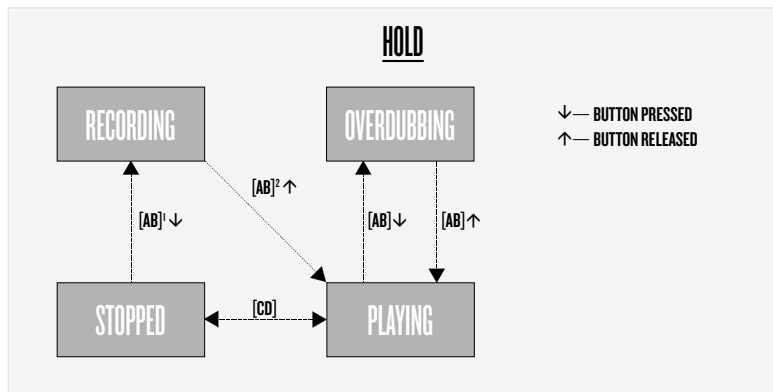 HOLD
RECORDING
OVERDUBBING
↓— BUTTON PRESSED
↑— BUTTON RELEASED
[AB]² ↑
[AB]¹ ↓
[AB]↓
[AB]↑
STOPPED
[CD]
PLAYING